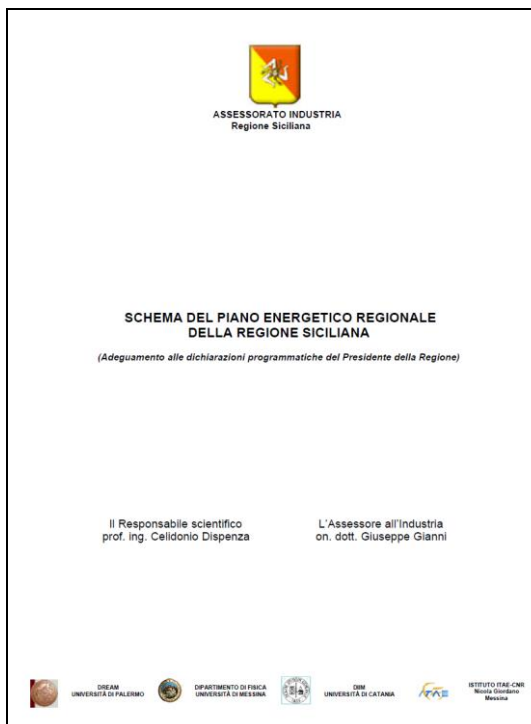 ASSESSORATO INDUSTRIA
Regione Siciliana
SCHEMA DEL PIANO ENERGETICO REGIONALE
DELLA REGIONE SICILIANA
(Adeguamento alle dichiarazioni programmatiche del Presidente della Regione)
Il Responsabile scientifico
prof. ing. Celidonio Dispenza
L'Assessore all'Industria
on. dott. Giuseppe Gianni
DREAM
UNIVERSITÀ DI PALERMO
DIPARTIMENTO DI FISICA
UNIVERSITÀ DI MESSINA
DIIM
UNIVERSITÀ DI CATANIA
ITAE
ISTITUTO ITAE-CNR
Nicola Giordano
Messina